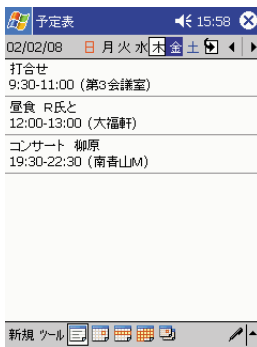 予定表 15:58
02/02/08 日 月 火 水 木 金 土
打合せ
9:30-11:00 (第3会議室)
昼食 R氏と
12:00-13:00 (大福軒)
コンサート 柳原
19:30-22:30 (南青山M)
新規 ツール